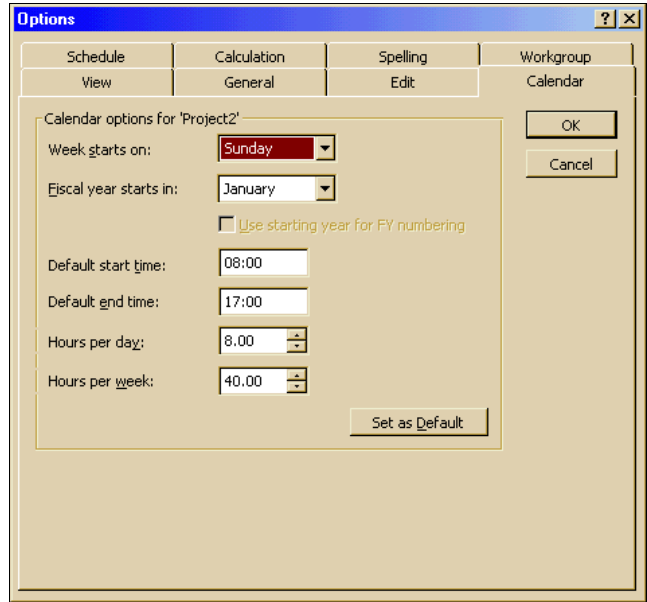 Options
Schedule Calculation Spelling Workgroup
View General Edit Calendar
Calendar options for 'Project2'
OK
Week starts on: Sunday
Cancel
Fiscal year starts in: January
Use starting year for FY numbering
Default start time: 08:00
Default end time: 17:00
Hours per day: 8.00
Hours per week: 40.00
Set as Default